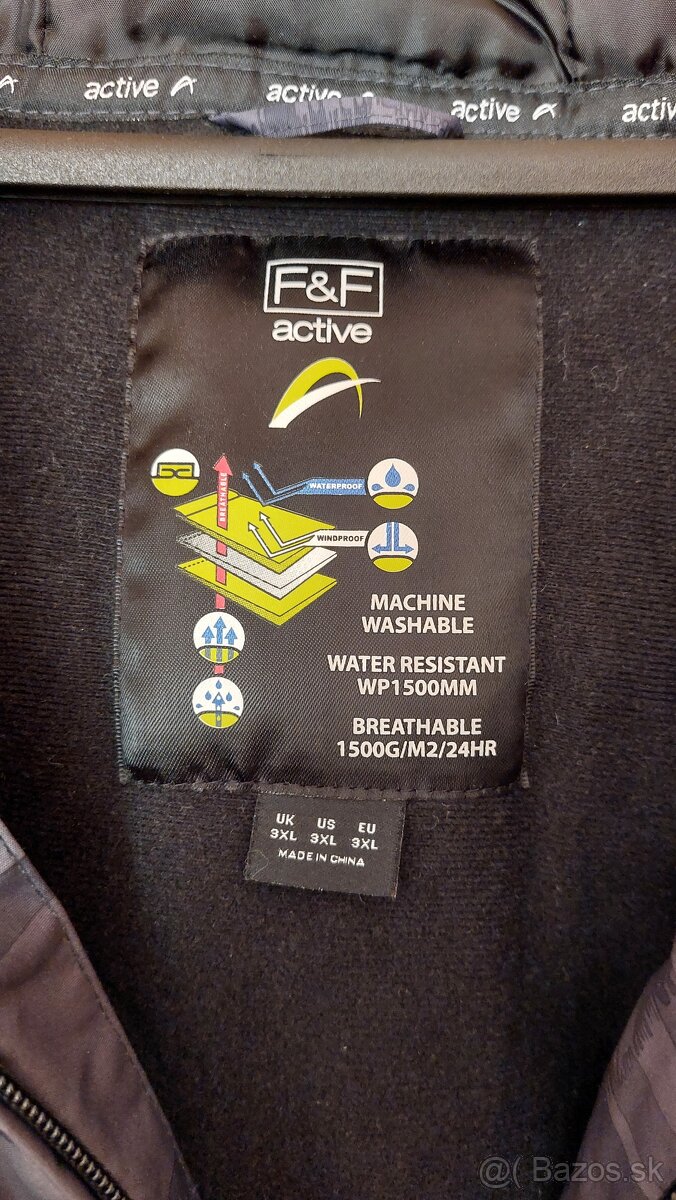 active active active active
F&F
active
BREATHABLE
WATERPROOF
WINDPROOF
MACHINE
WASHABLE
WATER RESISTANT
WP1500MM
BREATHABLE
1500G/M2/24HR
UK US EU
3XL 3XL 3XL
MADE IN CHINA
@( Bazos.sk